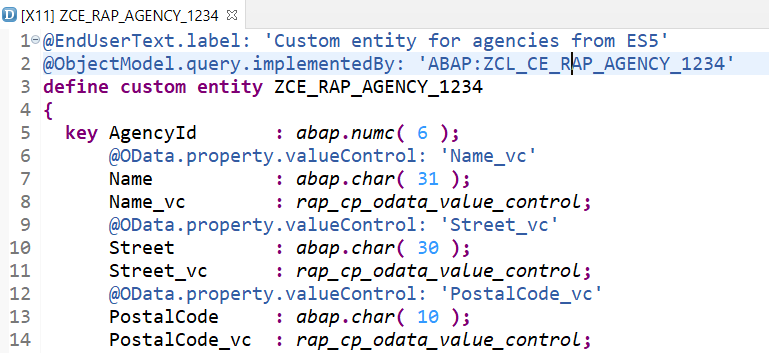 [X11] ZCE_RAP_AGENCY_1234
1 @EndUserText.label: 'Custom entity for agencies from ES5'
2 @ObjectModel.query.implementedBy: 'ABAP:ZCL_CE_RAP_AGENCY_1234'
3 define custom entity ZCE_RAP_AGENCY_1234
4 {
5 key AgencyId : abap.numc( 6 );
6 @OData.property.valueControl: 'Name_vc'
7 Name : abap.char( 31 );
8 Name_vc : rap_cp_odata_value_control;
9 @OData.property.valueControl: 'Street_vc'
10 Street : abap.char( 30 );
11 Street_vc : rap_cp_odata_value_control;
12 @OData.property.valueControl: 'PostalCode_vc'
13 PostalCode : abap.char( 10 );
14 PostalCode_vc : rap_cp_odata_value_control;